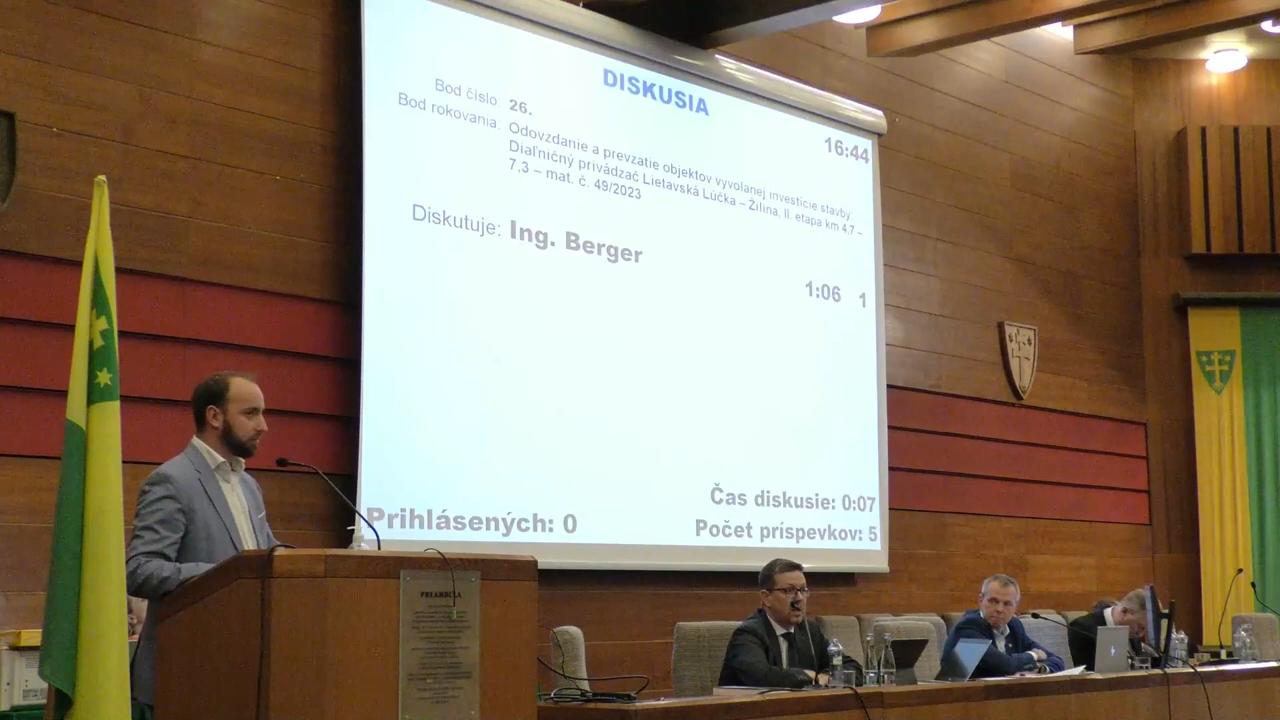 DISKUSIA
16:44
Bod číslo: 26.
Bod rokovania: Odovzdanie a prevzatie objektov vyvolanej investície stavby:
Diaľničný privádzač Lietavská Lúčka – Žilina, II. etapa km 4,7 –
7,3 – mat. č. 49/2023
Diskutuje: Ing. Berger
1:06 1
Čas diskusie: 0:07
Prihlásených: 0
Počet príspevkov: 5
PREAMBULA